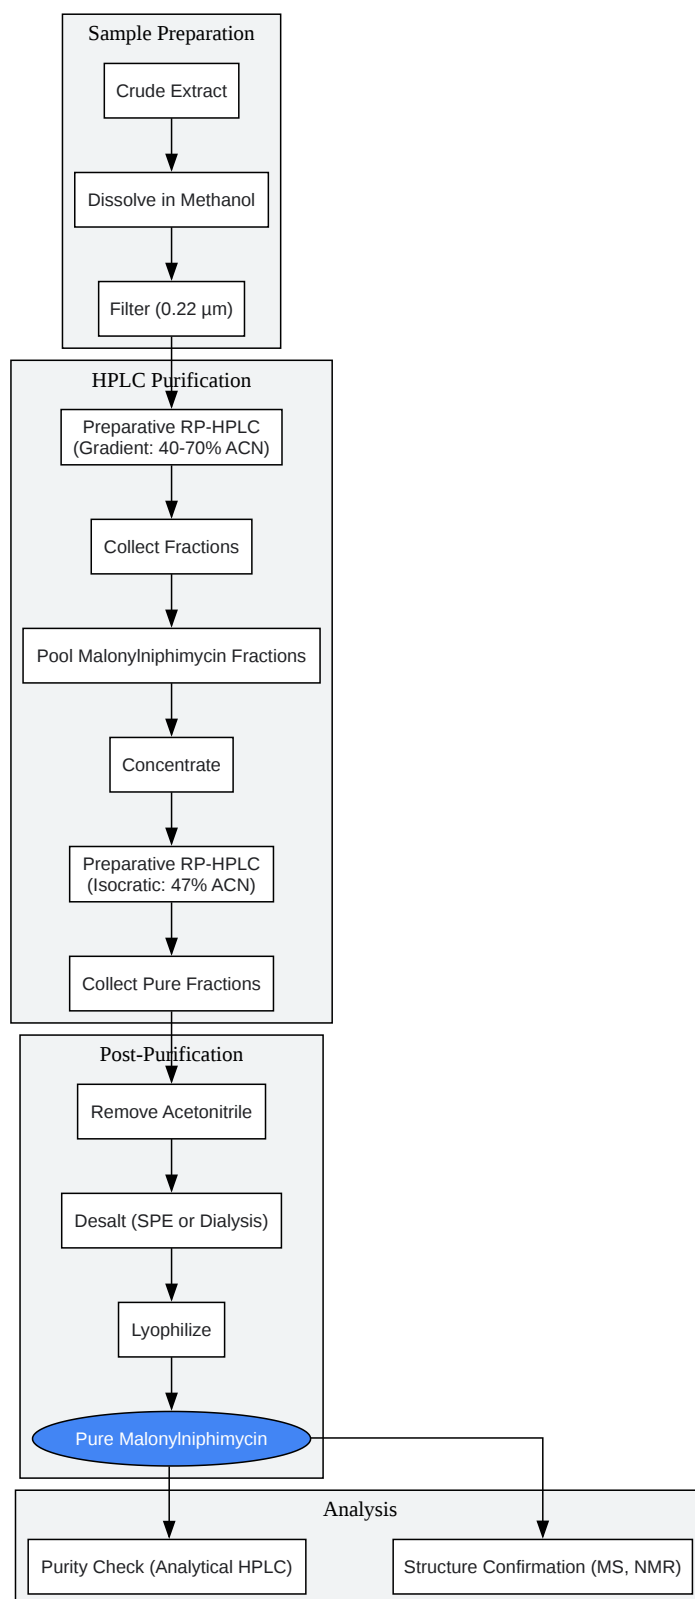 Sample Preparation
Crude Extract
Dissolve in Methanol
Filter (0.22 µm)
HPLC Purification
Preparative RP-HPLC
(Gradient: 40-70% ACN)
Collect Fractions
Pool Malonylniphimycin Fractions
Concentrate
Preparative RP-HPLC
(Isocratic: 47% ACN)
Collect Pure Fractions
Post-Purification
Remove Acetonitrile
Desalt (SPE or Dialysis)
Lyophilize
Pure Malonylniphimycin
Analysis
Purity Check (Analytical HPLC)
Structure Confirmation (MS, NMR)